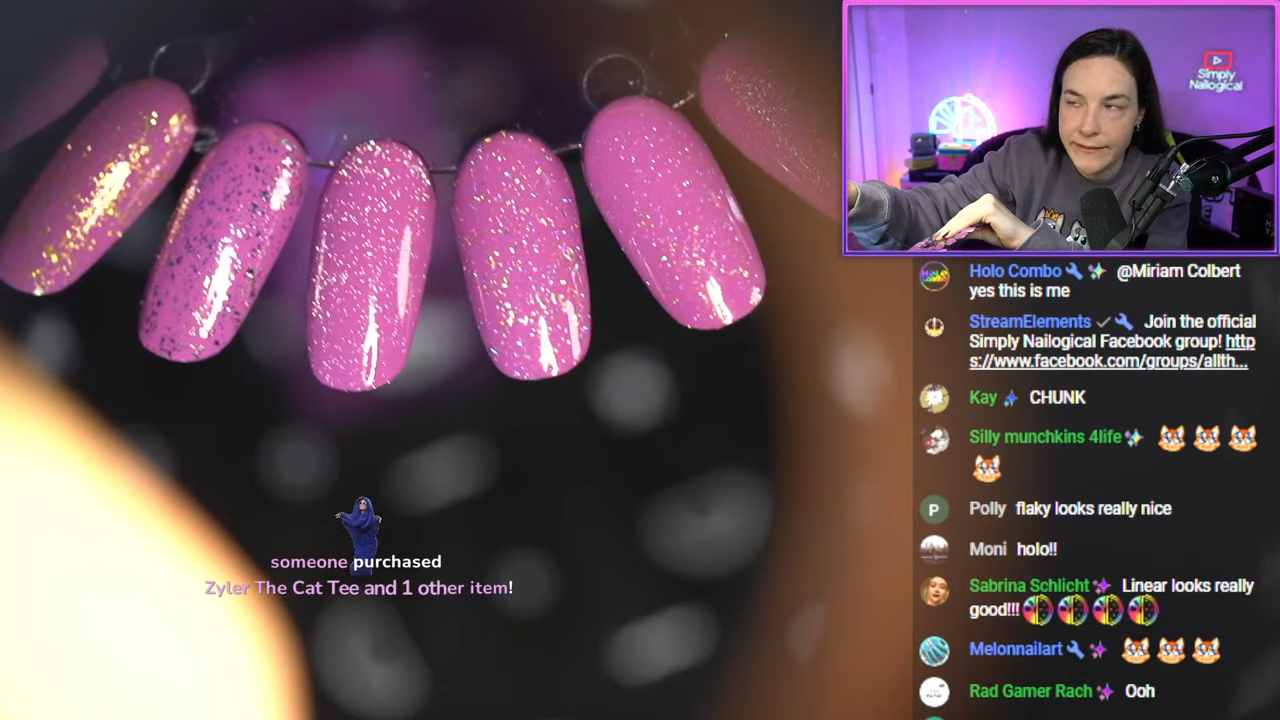 Simply
Nailogical
Holo Combo @Miriam Colbert
yes this is me
StreamElements Join the official
Simply Nailogical Facebook group! http
s://www.facebook.com/groups/allth...
Kay CHUNK
Silly munchkins 4life
P
Polly flaky looks really nice
Moni holo!!
Sabrina Schlicht Linear looks really
good!!!
Melonnailart
Rad Gamer Rach Ooh
someone purchased
Zyler The Cat Tee and 1 other item!